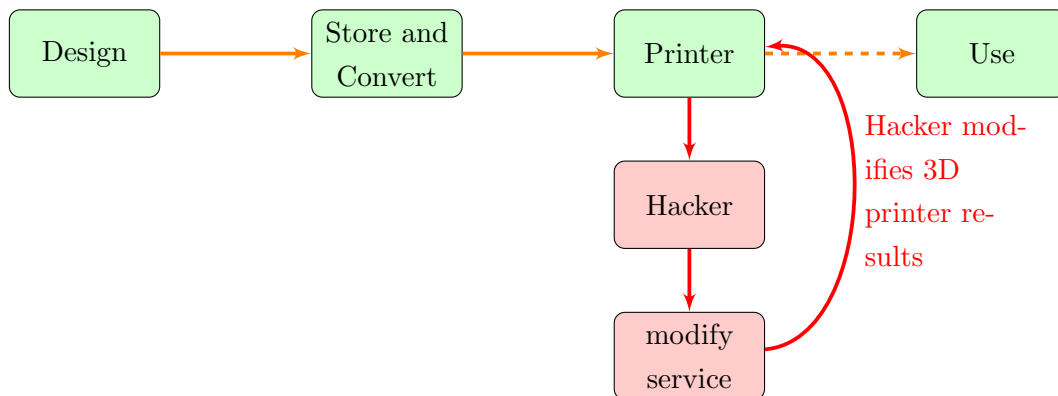 Design
Store and
Convert
Printer
Use
Hacker mod-
ifies 3D
printer re-
sults
Hacker
modify
service